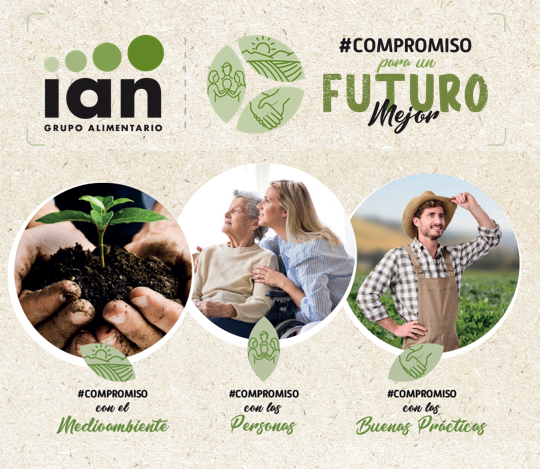 ian
GRUPO ALIMENTARIO
#COMPROMISO
para un
FUTURO
Mejor
#COMPROMISO
con el
Medioambiente
#COMPROMISO
con las
Personas
#COMPROMISO
con las
Buenas Prácticas